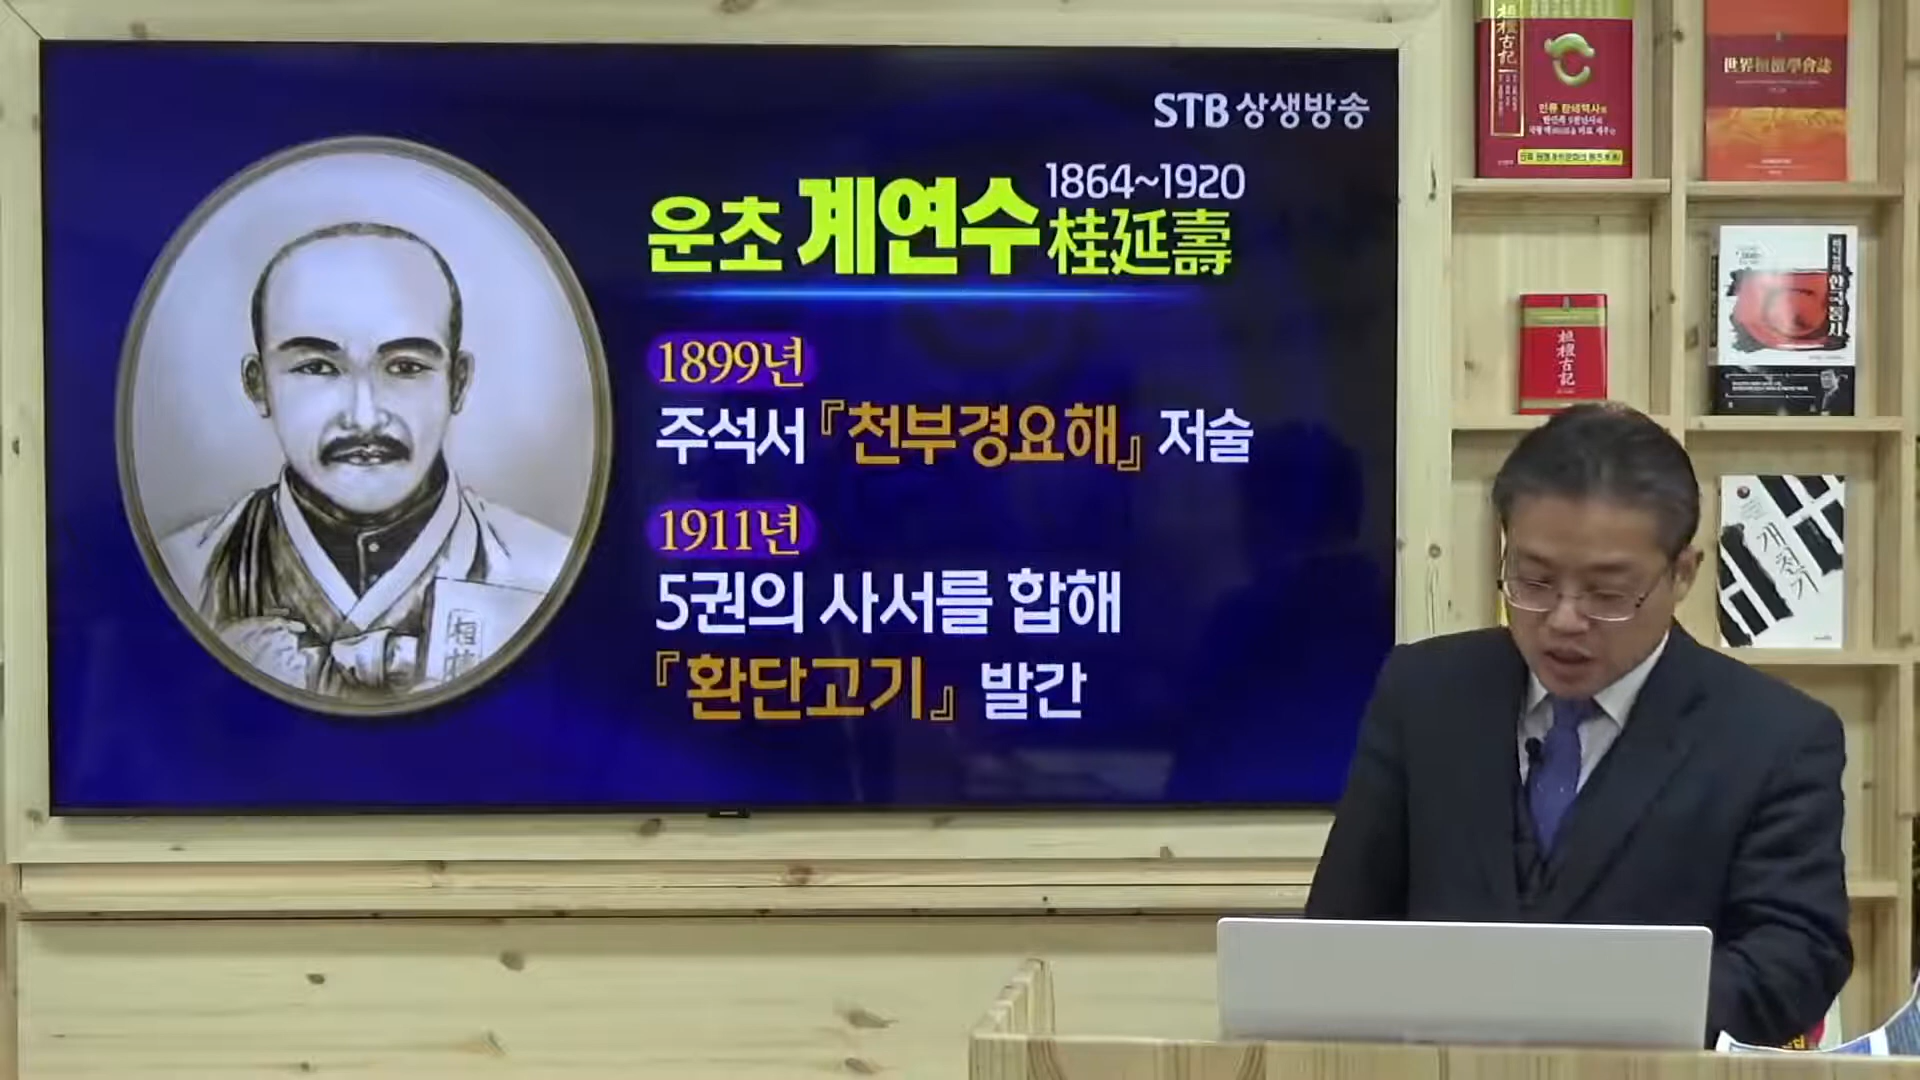 STB 상생방송
1864~1920
운초 계연수 桂延壽
1899년
주석서 『천부경요해』 저술
1911년
5권의 사서를 합해
『환단고기』 발간
桓
桓檀古記
世界桓檀學會誌
桓檀古記
한국통사
개천기